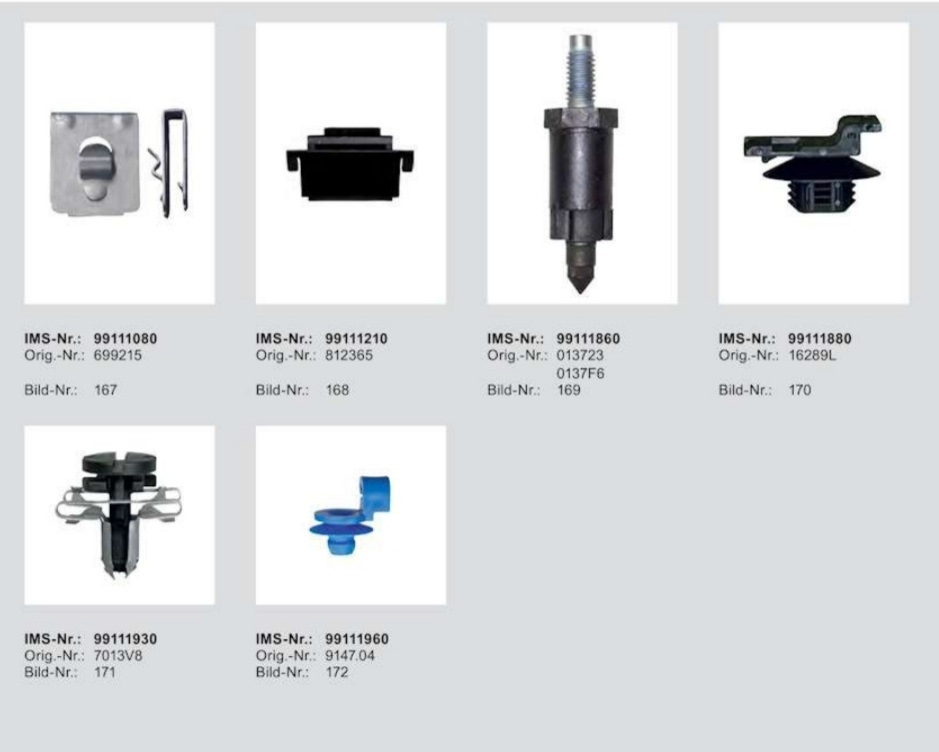 IMS-Nr.: 99111080
Orig.-Nr.: 699215
Bild-Nr.: 167
IMS-Nr.: 99111210
Orig.-Nr.: 812365
Bild-Nr.: 168
IMS-Nr.: 99111860
Orig.-Nr.: 013723
0137F6
Bild-Nr.: 169
IMS-Nr.: 99111880
Orig.-Nr.: 16289L
Bild-Nr.: 170
IMS-Nr.: 99111930
Orig.-Nr.: 7013V8
Bild-Nr.: 171
IMS-Nr.: 99111960
Orig.-Nr.: 9147.04
Bild-Nr.: 172